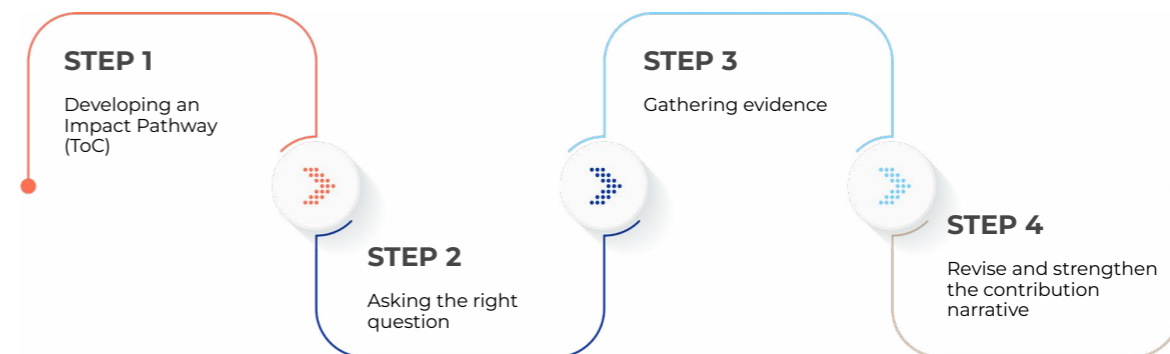 STEP 1
Developing an
Impact Pathway
(ToC)
STEP 2
Asking the right
question
STEP 3
Gathering evidence
STEP 4
Revise and strengthen
the contribution
narrative